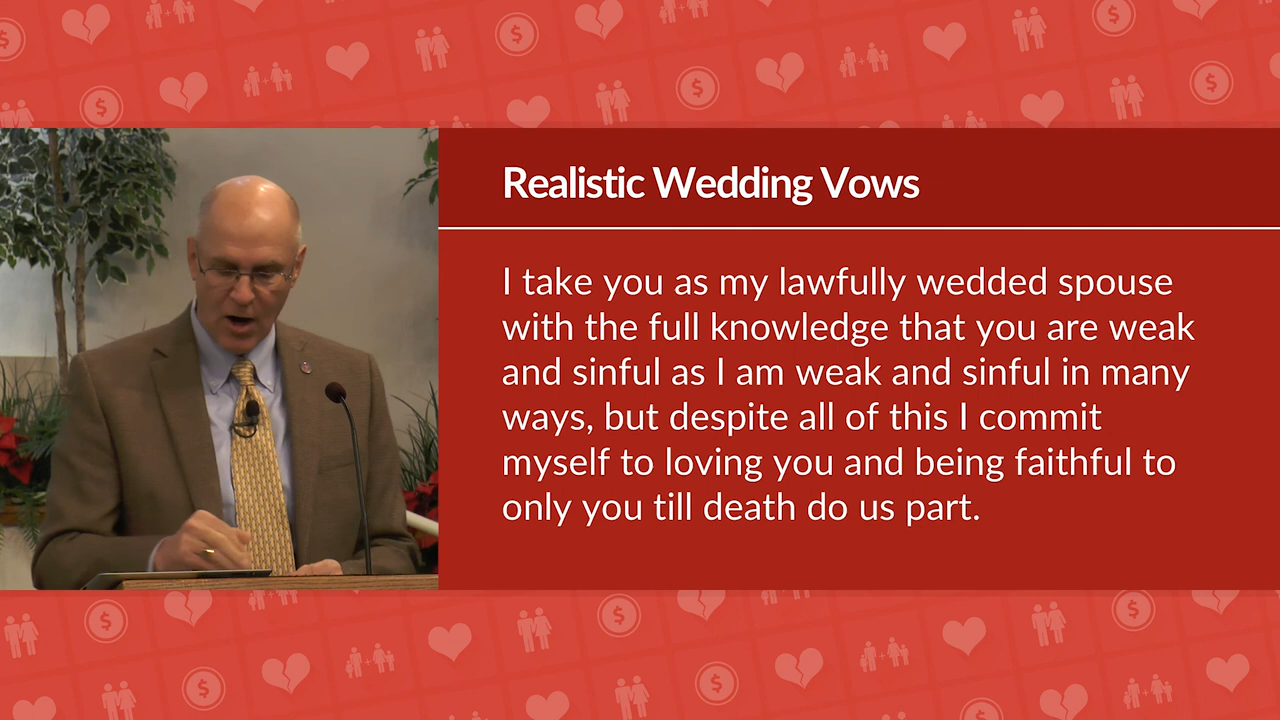 Realistic Wedding Vows
I take you as my lawfully wedded spouse
with the full knowledge that you are weak
and sinful as I am weak and sinful in many
ways, but despite all of this I commit
myself to loving you and being faithful to
only you till death do us part.